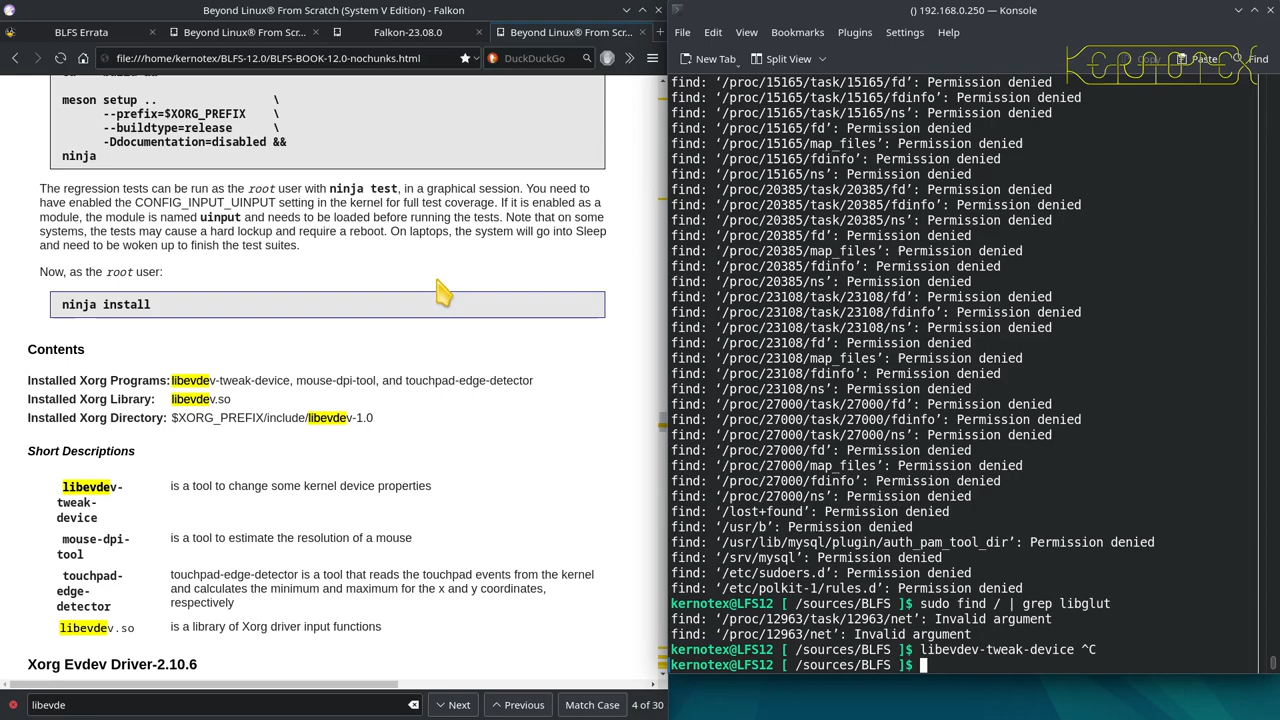 Beyond Linux® From Scratch (System V Edition) - Falkon
BLFS Errata
Beyond Linux® From Scratch (Sys...
Falkon-23.08.0
Beyond Linux® From Scratch (Sys...
file:///home/kernotex/BLFS-12.0/BLFS-BOOK-12.0-nochunks.html
DuckDuckGo
meson setup .. \
--prefix=$XORG_PREFIX \
--buildtype=release \
-Ddocumentation=disabled &&
ninja
The regression tests can be run as the root user with ninja test, in a graphical session. You need to
have enabled the CONFIG_INPUT_UINPUT setting in the kernel for full test coverage. If it is enabled as a
module, the module is named uinput and needs to be loaded before running the tests. Note that on some
systems, the tests may cause a hard lockup and require a reboot. On laptops, the system will go into Sleep
and need to be woken up to finish the test suites.
Now, as the root user:
ninja install
Contents
Installed Xorg Programs: libevdev-tweak-device, mouse-dpi-tool, and touchpad-edge-detector
Installed Xorg Library: libevdev.so
Installed Xorg Directory: $XORG_PREFIX/include/libevdev-1.0
Short Descriptions
libevdev-
tweak-
device
is a tool to change some kernel device properties
mouse-dpi-
tool
is a tool to estimate the resolution of a mouse
touchpad-
edge-
detector
touchpad-edge-detector is a tool that reads the touchpad events from the kernel
and calculates the minimum and maximum for the x and y coordinates,
respectively
libevdev.so is a library of Xorg driver input functions
Xorg Evdev Driver-2.10.6
libevde
Next
Previous
Match Case
4 of 30
() 192.168.0.250 — Konsole
File Edit View Bookmarks Plugins Settings Help
New Tab
Split View
Copy
Paste
Find
KERNOTEX
find: ‘/proc/15165/task/15165/fd’: Permission denied
find: ‘/proc/15165/task/15165/fdinfo’: Permission denied
find: ‘/proc/15165/task/15165/ns’: Permission denied
find: ‘/proc/15165/fd’: Permission denied
find: ‘/proc/15165/map_files’: Permission denied
find: ‘/proc/15165/fdinfo’: Permission denied
find: ‘/proc/15165/ns’: Permission denied
find: ‘/proc/20385/task/20385/fd’: Permission denied
find: ‘/proc/20385/task/20385/fdinfo’: Permission denied
find: ‘/proc/20385/task/20385/ns’: Permission denied
find: ‘/proc/20385/fd’: Permission denied
find: ‘/proc/20385/map_files’: Permission denied
find: ‘/proc/20385/fdinfo’: Permission denied
find: ‘/proc/20385/ns’: Permission denied
find: ‘/proc/23108/task/23108/fd’: Permission denied
find: ‘/proc/23108/task/23108/fdinfo’: Permission denied
find: ‘/proc/23108/task/23108/ns’: Permission denied
find: ‘/proc/23108/fd’: Permission denied
find: ‘/proc/23108/map_files’: Permission denied
find: ‘/proc/23108/fdinfo’: Permission denied
find: ‘/proc/23108/ns’: Permission denied
find: ‘/proc/27000/task/27000/fd’: Permission denied
find: ‘/proc/27000/task/27000/fdinfo’: Permission denied
find: ‘/proc/27000/task/27000/ns’: Permission denied
find: ‘/proc/27000/fd’: Permission denied
find: ‘/proc/27000/map_files’: Permission denied
find: ‘/proc/27000/fdinfo’: Permission denied
find: ‘/proc/27000/ns’: Permission denied
find: ‘/lost+found’: Permission denied
find: ‘/usr/b’: Permission denied
find: ‘/usr/lib/mysql/plugin/auth_pam_tool_dir’: Permission denied
find: ‘/srv/mysql’: Permission denied
find: ‘/etc/sudoers.d’: Permission denied
find: ‘/etc/polkit-1/rules.d’: Permission denied
kernotex@LFS12 [ /sources/BLFS ]$ sudo find / | grep libglut
find: ‘/proc/12963/task/12963/net’: Invalid argument
find: ‘/proc/12963/net’: Invalid argument
kernotex@LFS12 [ /sources/BLFS ]$ libevdev-tweak-device ^C
kernotex@LFS12 [ /sources/BLFS ]$